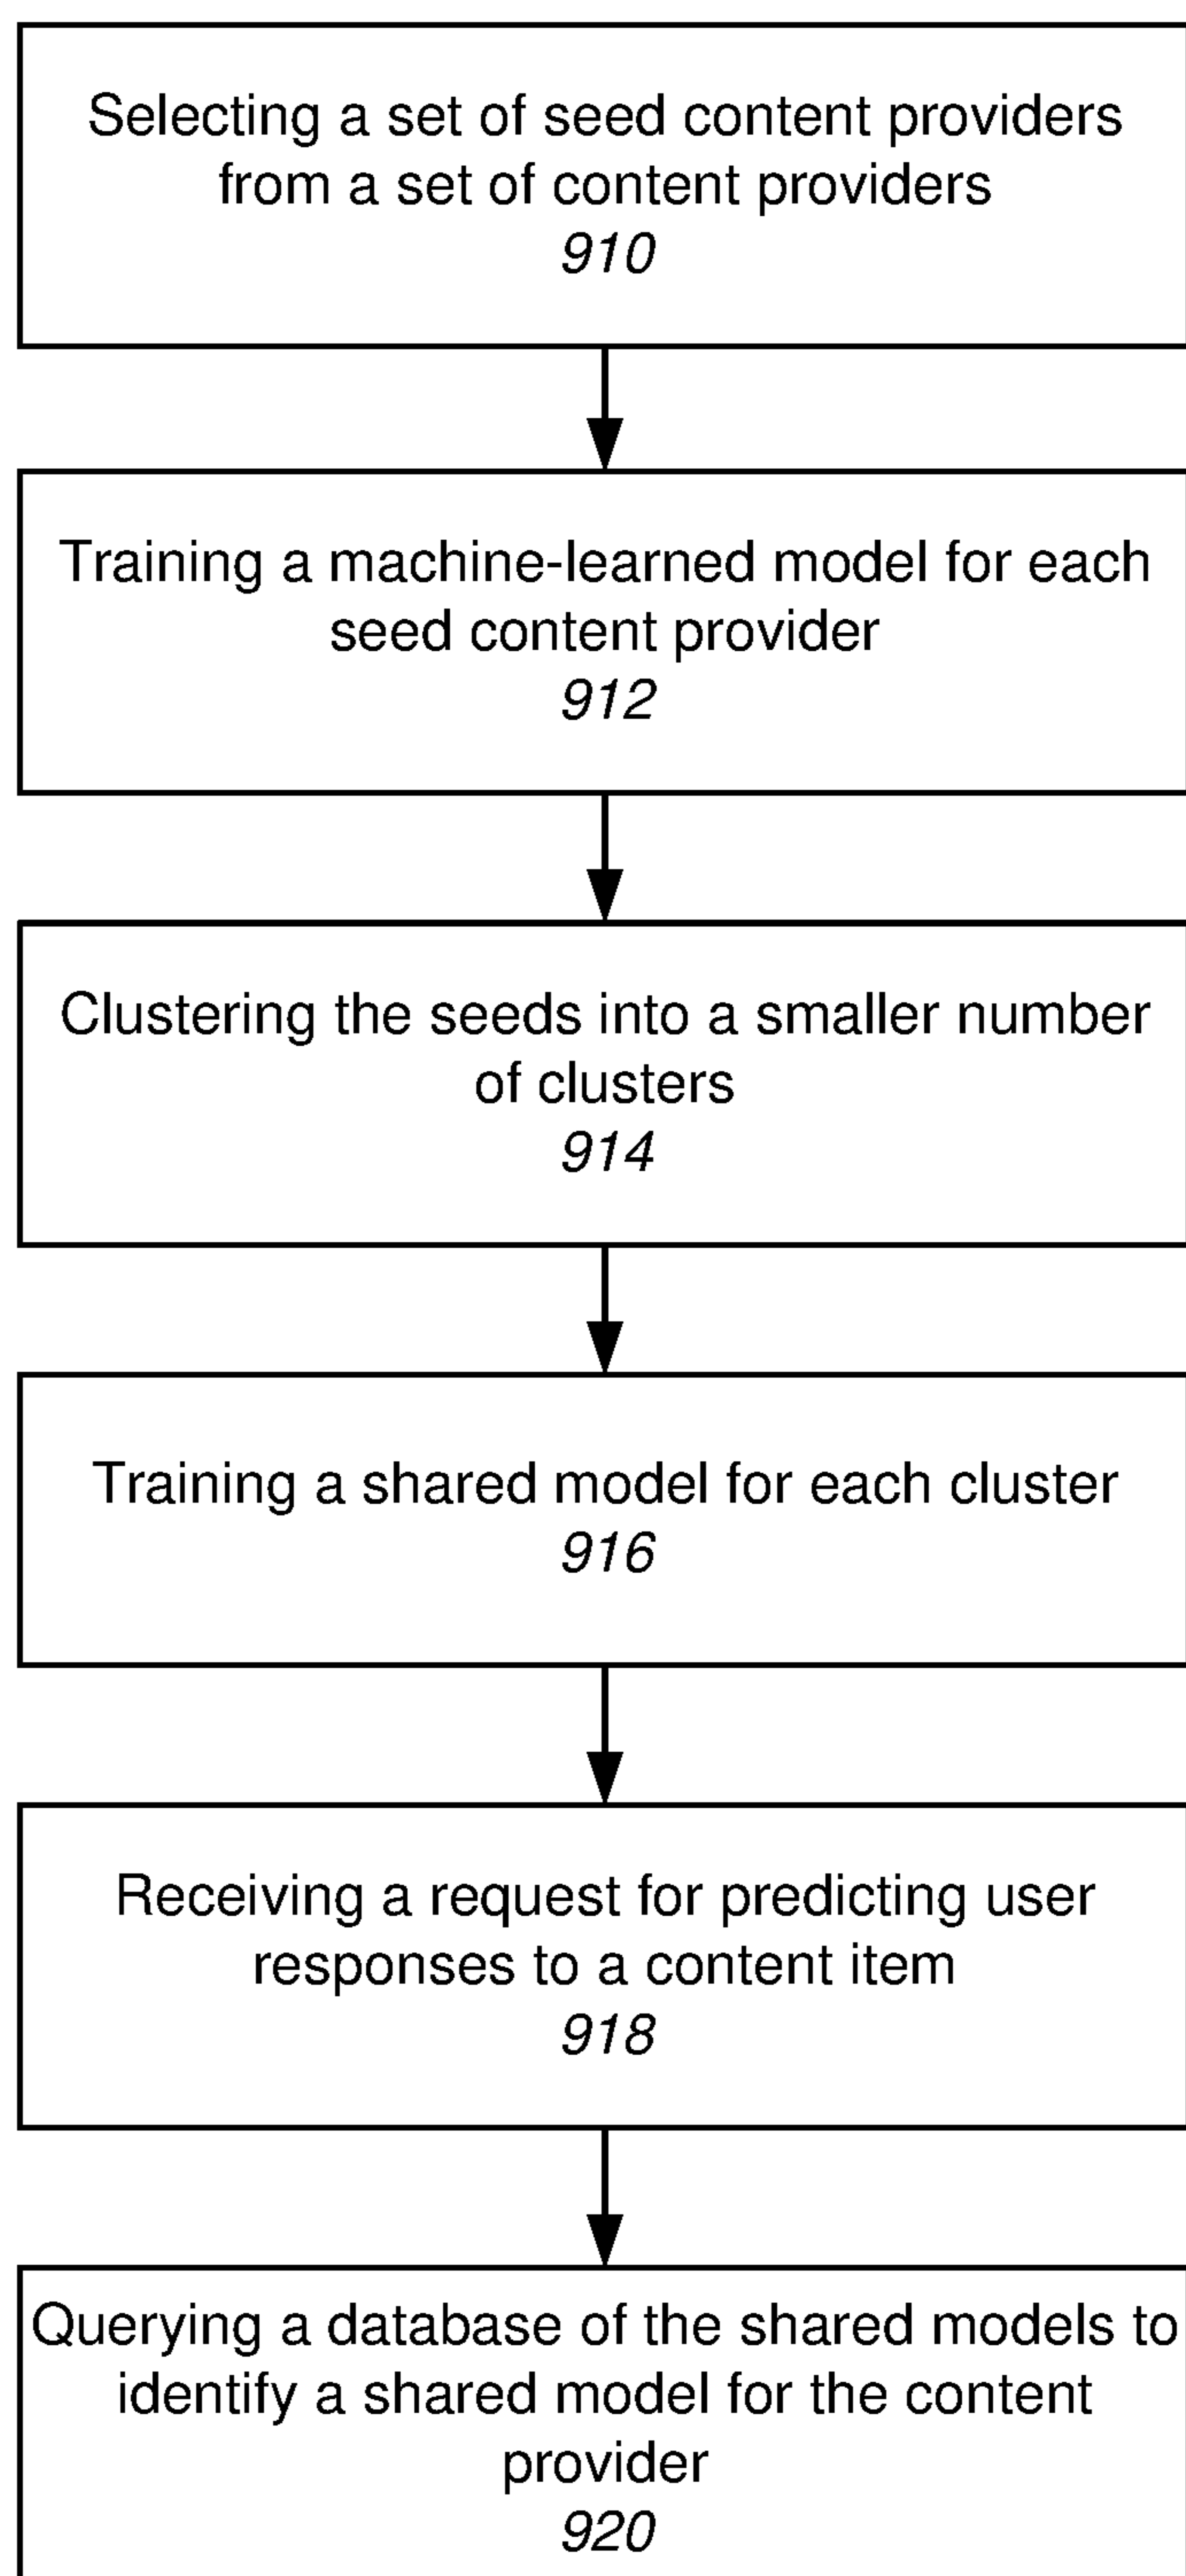 Selecting a set of seed content providers
from a set of content providers
910
Training a machine-learned model for each
seed content provider
912
Clustering the seeds into a smaller number
of clusters
914
Training a shared model for each cluster
916
Receiving a request for predicting user
responses to a content item
918
Querying a database of the shared models to
identify a shared model for the content
provider
920